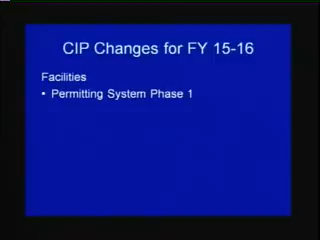 CIP Changes for FY 15-16
Facilities
• Permitting System Phase 1